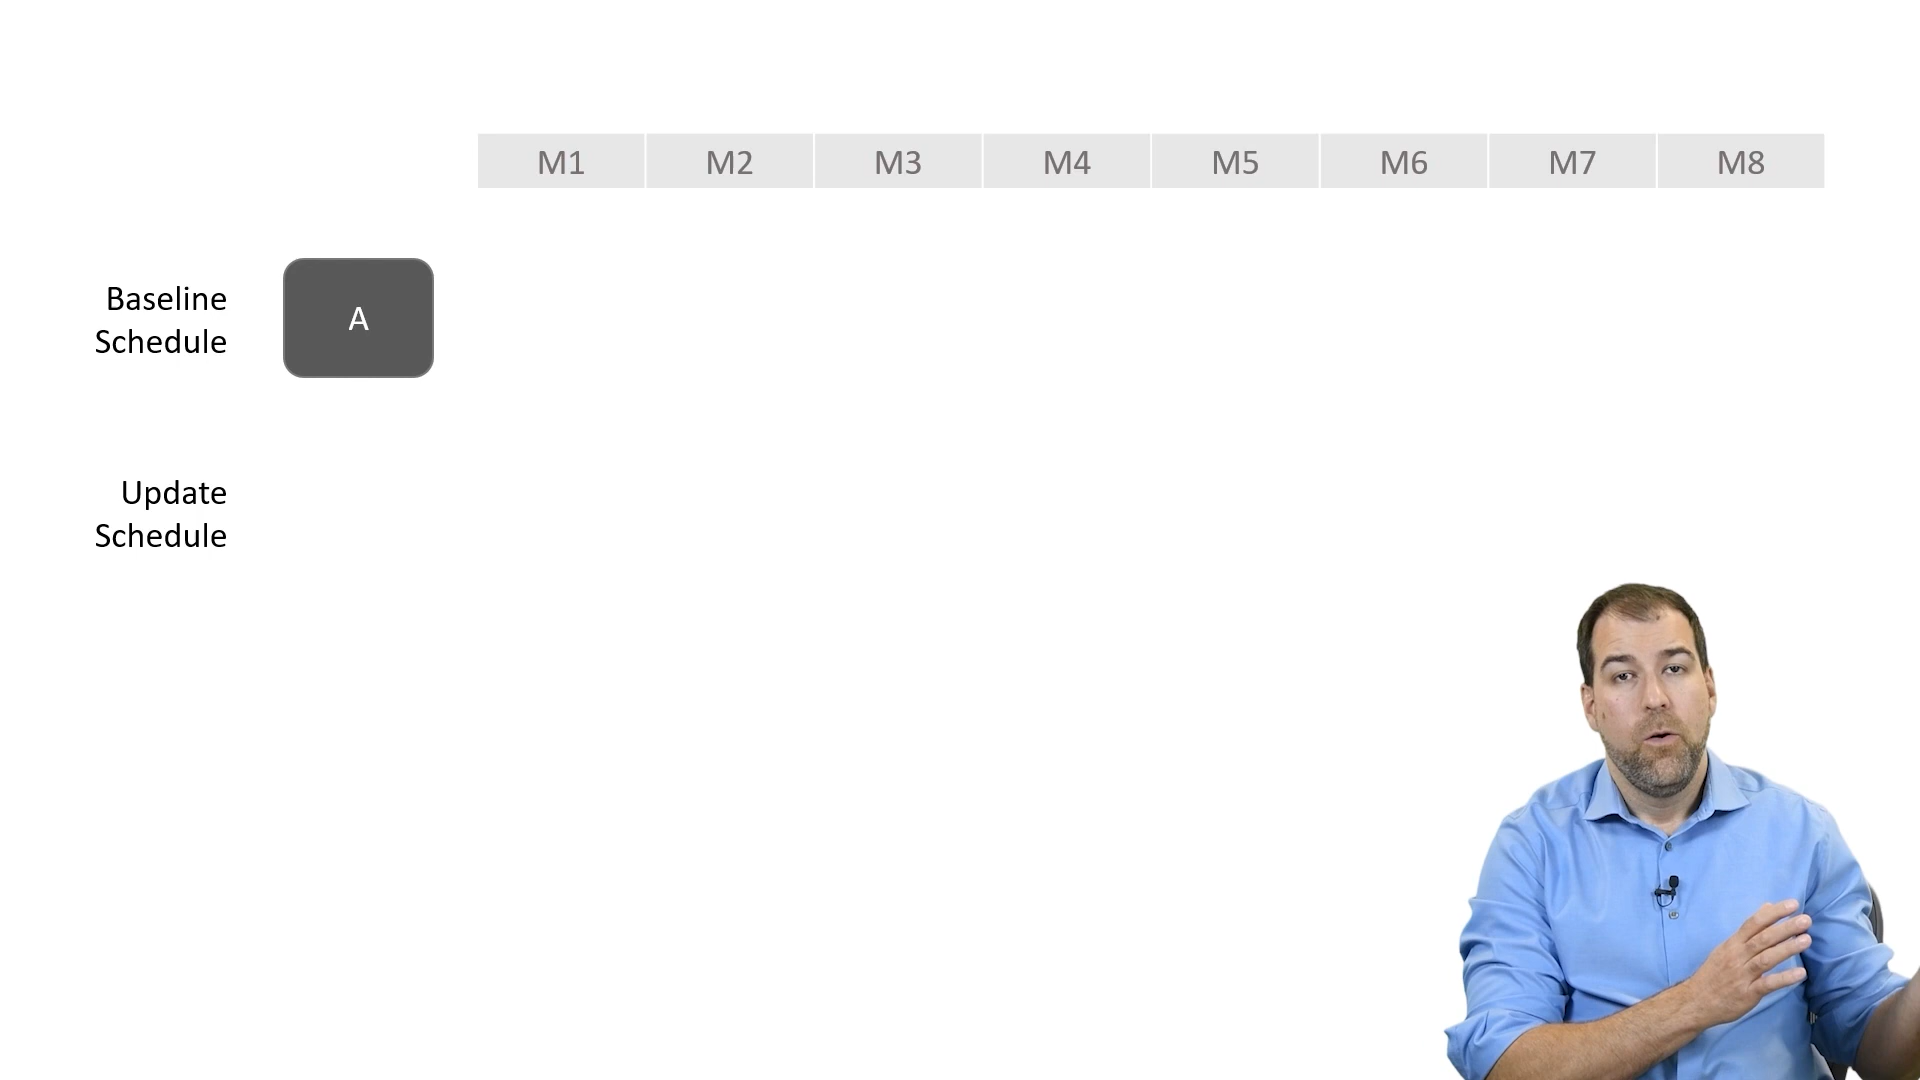 M1 M2 M3 M4 M5 M6 M7 M8
Baseline
Schedule
A
Update
Schedule